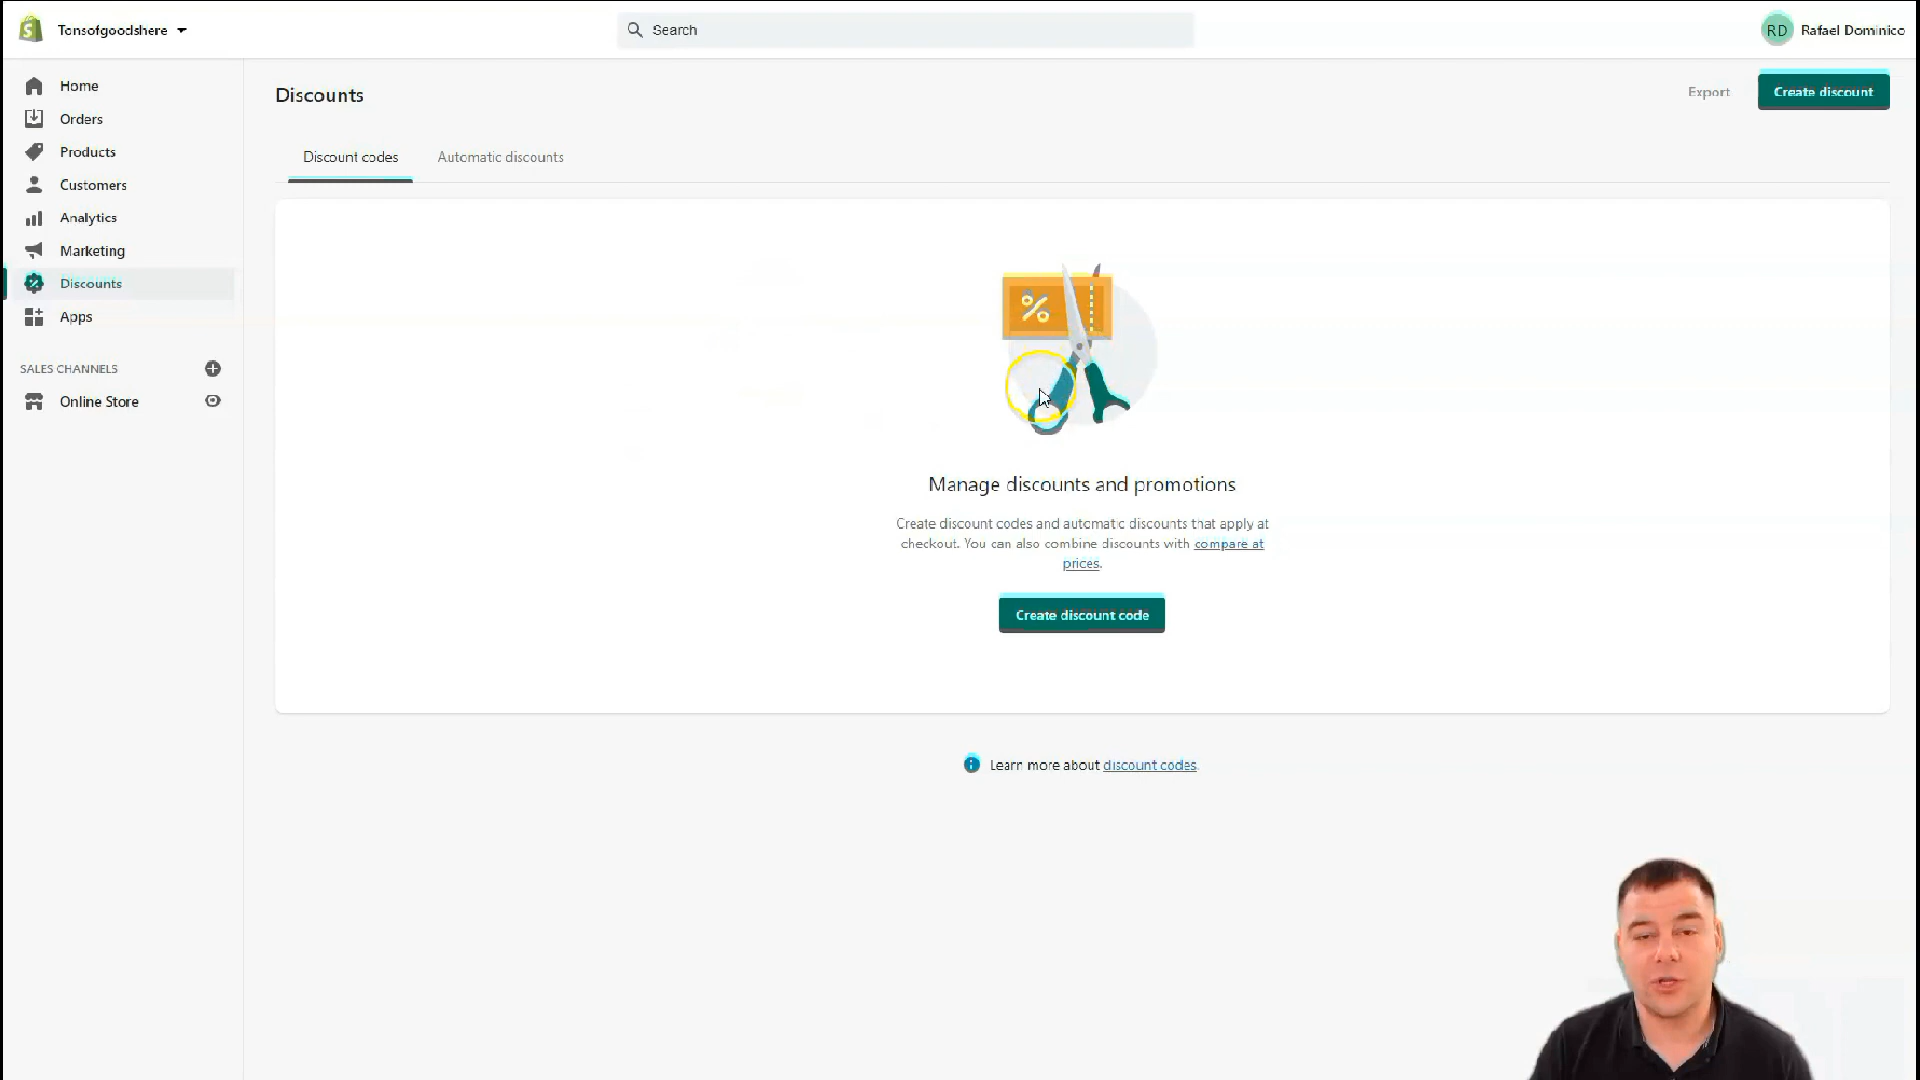 Tonsofgoodshere
Search
RD Rafael Dominico
Home
Orders
Products
Customers
Analytics
Marketing
Discounts
Apps
SALES CHANNELS
Online Store
Discounts
Export
Create discount
Discount codes
Automatic discounts
%
Manage discounts and promotions
Create discount codes and automatic discounts that apply at
checkout. You can also combine discounts with compare at
prices.
Create discount code
Learn more about discount codes.